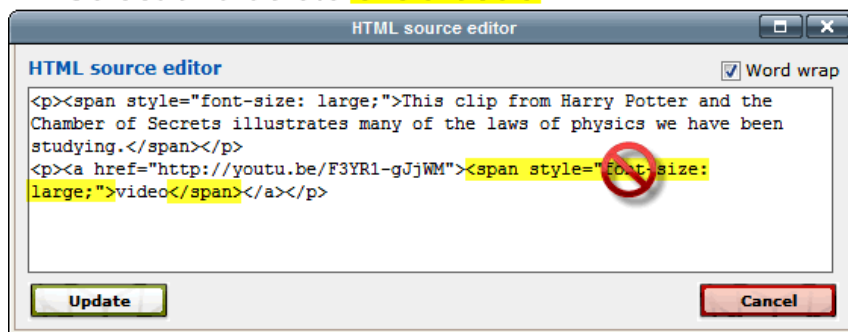 HTML source editor
HTML source editor
Word wrap
<p><span style="font-size: large;">This clip from Harry Potter and the
Chamber of Secrets illustrates many of the laws of physics we have been
studying.</span></p>
<p><a href="http://youtu.be/F3YR1-gJjWM"><span style="font-size:
large;">video</span></a></p>
Update
Cancel